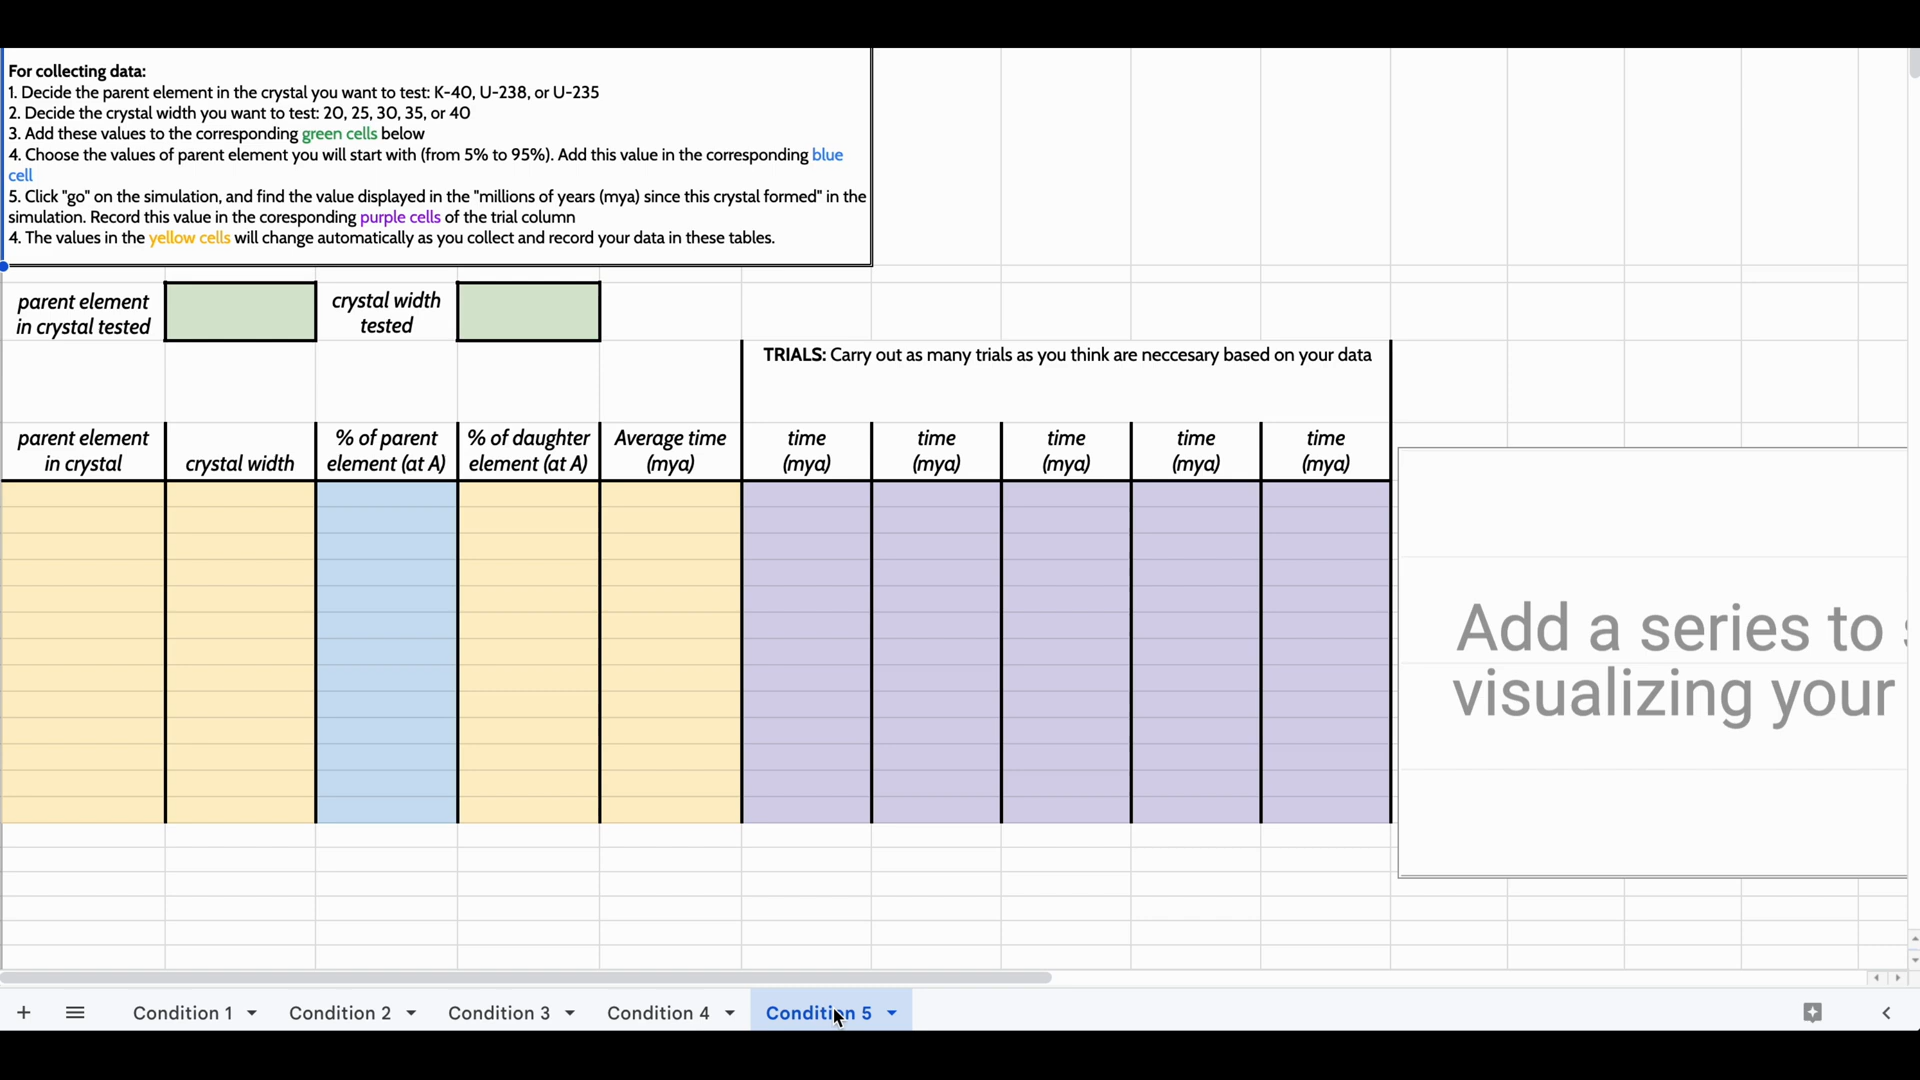 For collecting data:
1. Decide the parent element in the crystal you want to test: K-40, U-238, or U-235
2. Decide the crystal width you want to test: 20, 25, 30, 35, or 40
3. Add these values to the corresponding green cells below
4. Choose the values of parent element you will start with (from 5% to 95%). Add this value in the corresponding blue
cell
5. Click "go" on the simulation, and find the value displayed in the "millions of years (mya) since this crystal formed" in the
simulation. Record this value in the coresponding purple cells of the trial column
4. The values in the yellow cells will change automatically as you collect and record your data in these tables.
parent element
in crystal tested
crystal width
tested
TRIALS: Carry out as many trials as you think are neccesary based on your data
parent element
in crystal
crystal width
% of parent
element (at A)
% of daughter
element (at A)
Average time
(mya)
time
(mya)
time
(mya)
time
(mya)
time
(mya)
time
(mya)
Add a series to
visualizing your
Condition 1
Condition 2
Condition 3
Condition 4
Condition 5